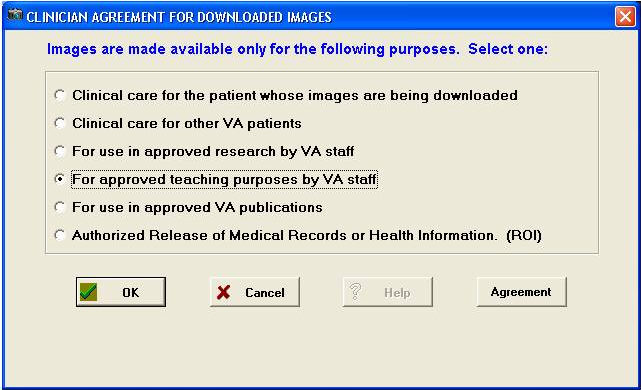 CLINICIAN AGREEMENT FOR DOWNLOADED IMAGES
Images are made available only for the following purposes.  Select one:
Clinical care for the patient whose images are being downloaded
Clinical care for other VA patients
For use in approved research by VA staff
For approved teaching purposes by VA staff
For use in approved VA publications
Authorized Release of Medical Records or Health Information.  (ROI)
OK Cancel Help Agreement